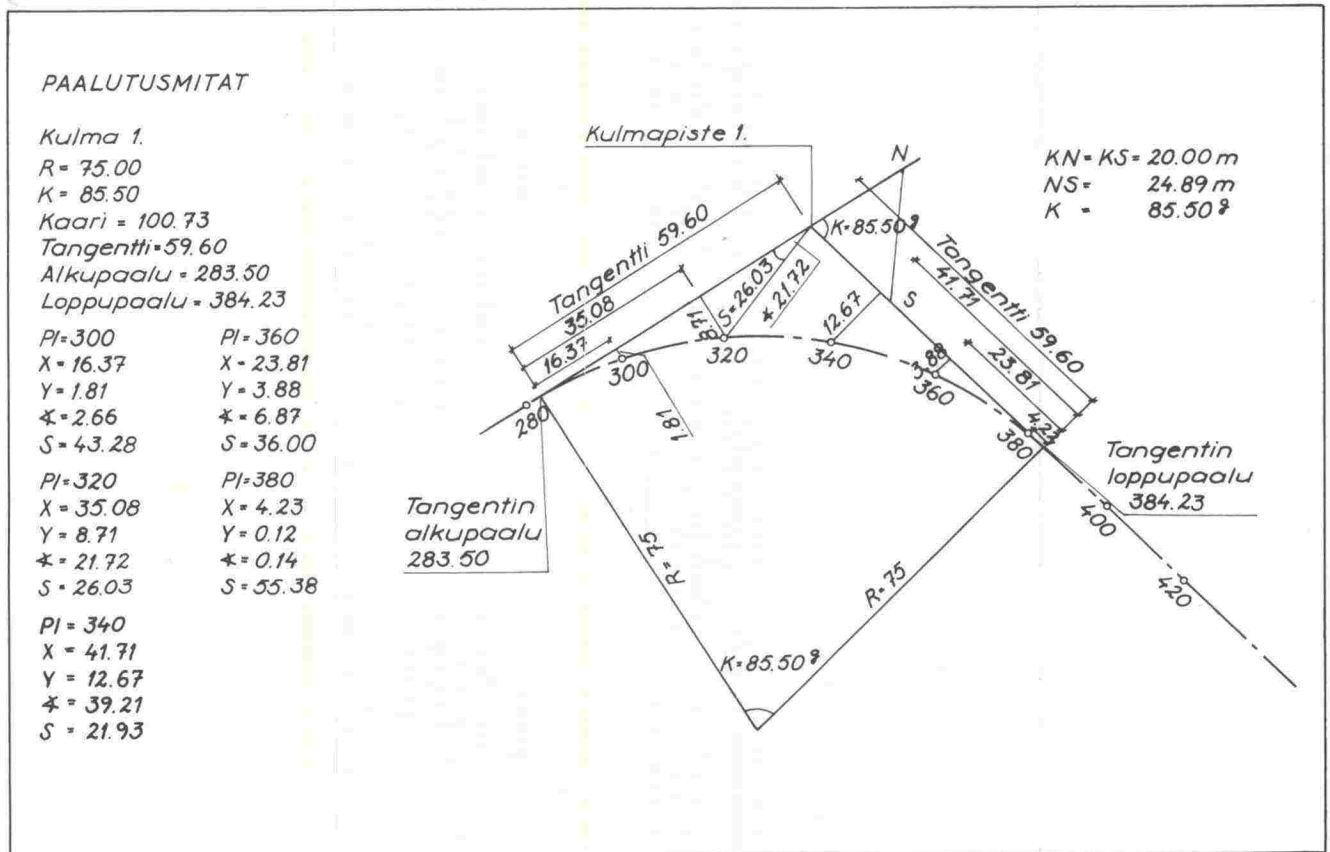 PAALUTUSMITAT
Kulma 1.
R = 75.00
K = 85.50
Kaari = 100.73
Tangentti = 59.60
Alkupaalu = 283.50
Loppupaalu = 384.23
Pl = 300
X = 16.37
Y = 1.81
∡ = 2.66
S = 43.28
Pl = 360
X = 23.81
Y = 3.88
∡ = 6.87
S = 36.00
Pl = 320
X = 35.08
Y = 8.71
∡ = 21.72
S = 26.03
Pl = 380
X = 4.23
Y = 0.12
∡ = 0.14
S = 55.38
Pl = 340
X = 41.71
Y = 12.67
∡ = 39.21
S = 21.93
Kulmapiste 1.
N
KN = KS = 20.00 m
NS = 24.89 m
K = 85.50 g
Tangentti 59.60
35.08
16.37
K = 85.50 g
S = 26.03
∡ 21.72
8.71
12.67
S
Tangentti 59.60
41.71
23.81
3.88
4.23
1.81
280
300
320
340
360
380
400
420
Tangentin
alkupaalu
283.50
Tangentin
loppupaalu
384.23
R = 75
R = 75
K = 85.50 g